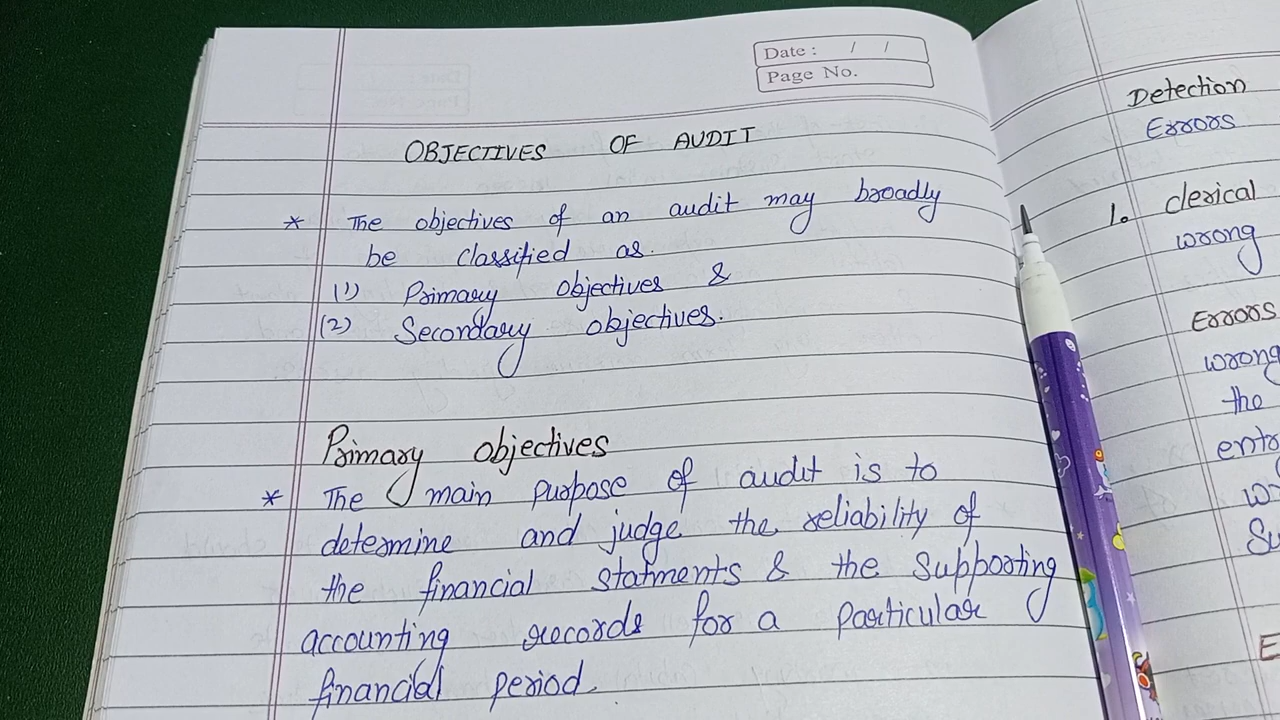 Date : / /
Page No.
OBJECTIVES OF AUDIT
* The objectives of an audit may broadly
be classified as.
(1) Primary objectives &
(2) Secondary objectives.
Primary objectives
* The main purpose of audit is to
determine and judge the reliability of
the financial statments & the supporting
accounting records for a particular
financial period.
Detection
Errors
1. clerical
wrong
Errors
wrong
the